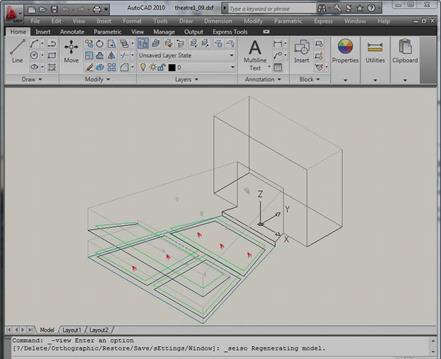 AutoCAD 2010 theatre1_09.dxf Type a keyword or phrase
File Edit View Insert Format Tools Draw Dimension Modify Parametric Window Express
Home Insert Annotate Parametric View Manage Output Express Tools
Line Move Unsaved Layer State Multiline Text Insert Properties Utilities Clipboard
0
Draw Modify Layers Annotation Block
Z
Y
X
Model Layout1 Layout2
Command: _-view Enter an option
[?/Delete/Orthographic/Restore/Save/sEttings/Window]: _seiso Regenerating model.
Command: